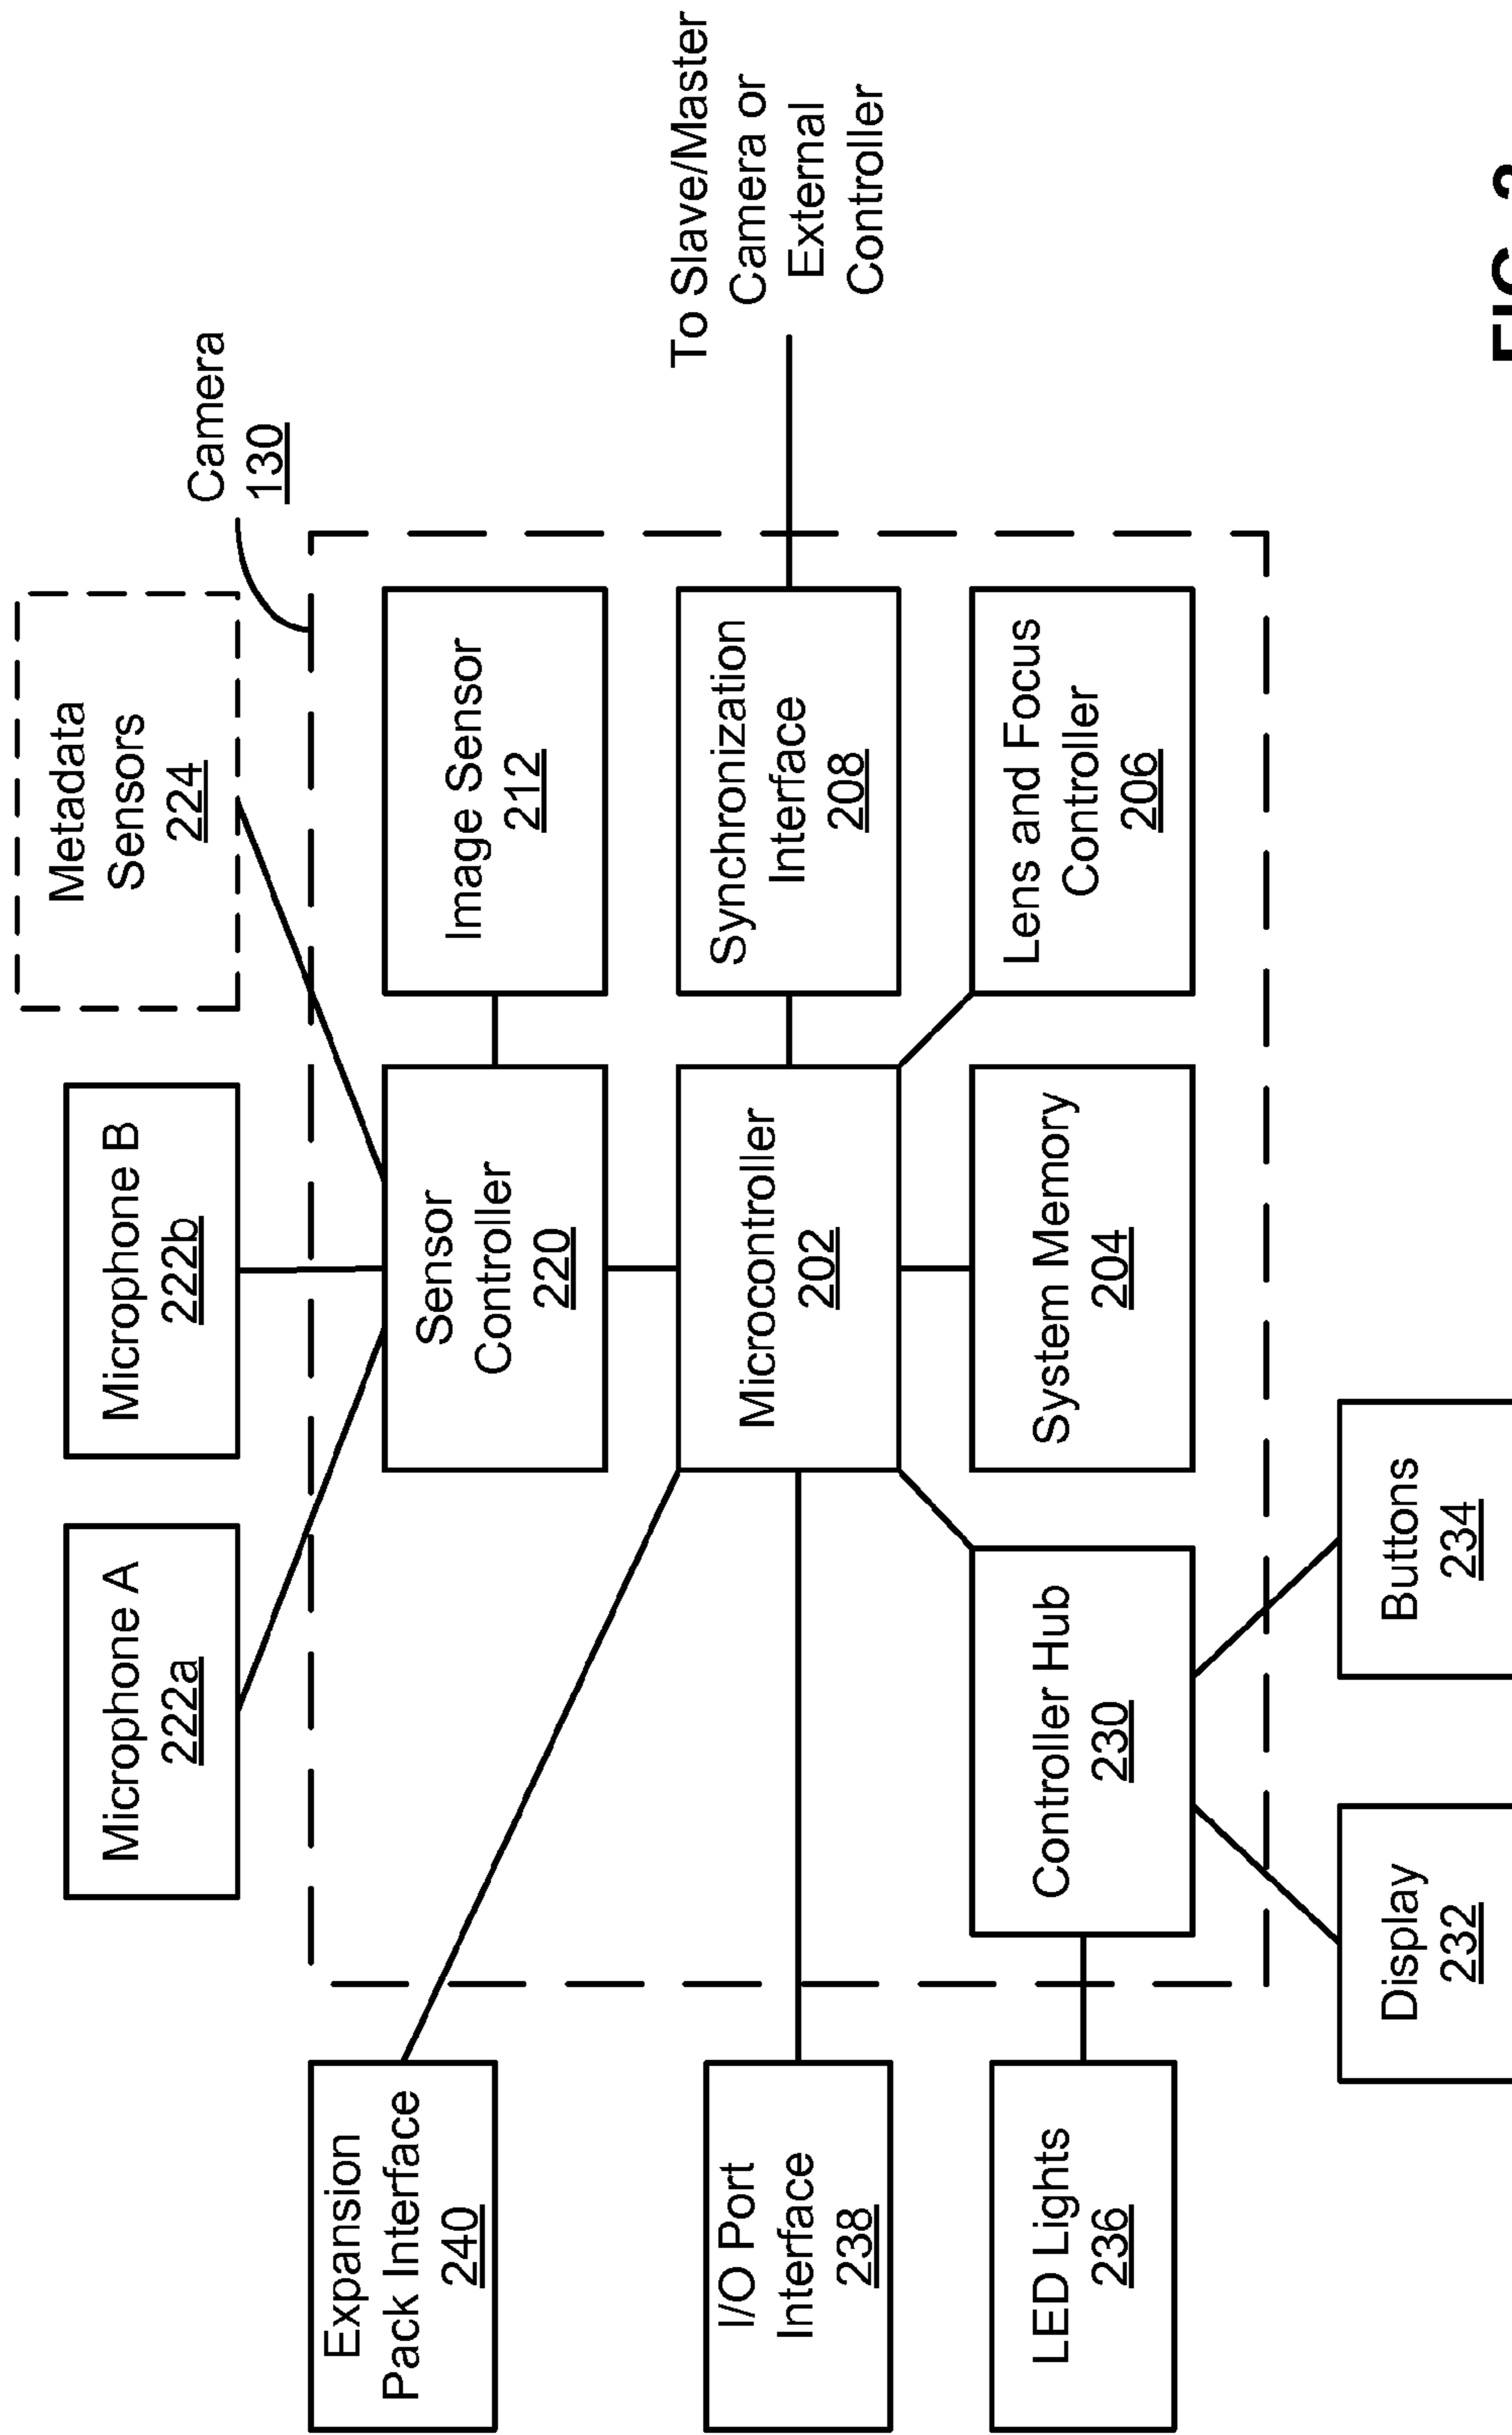 Microphone A
222a
Microphone B
222b
Metadata
Sensors
224
Camera
130
Expansion
Pack Interface
240
Sensor
Controller
220
Image Sensor
212
I/O Port
Interface
238
Microcontroller
202
Synchronization
Interface
208
To Slave/Master
Camera or
External
Controller
LED Lights
236
Controller Hub
230
System Memory
204
Lens and Focus
Controller
206
Display
232
Buttons
234